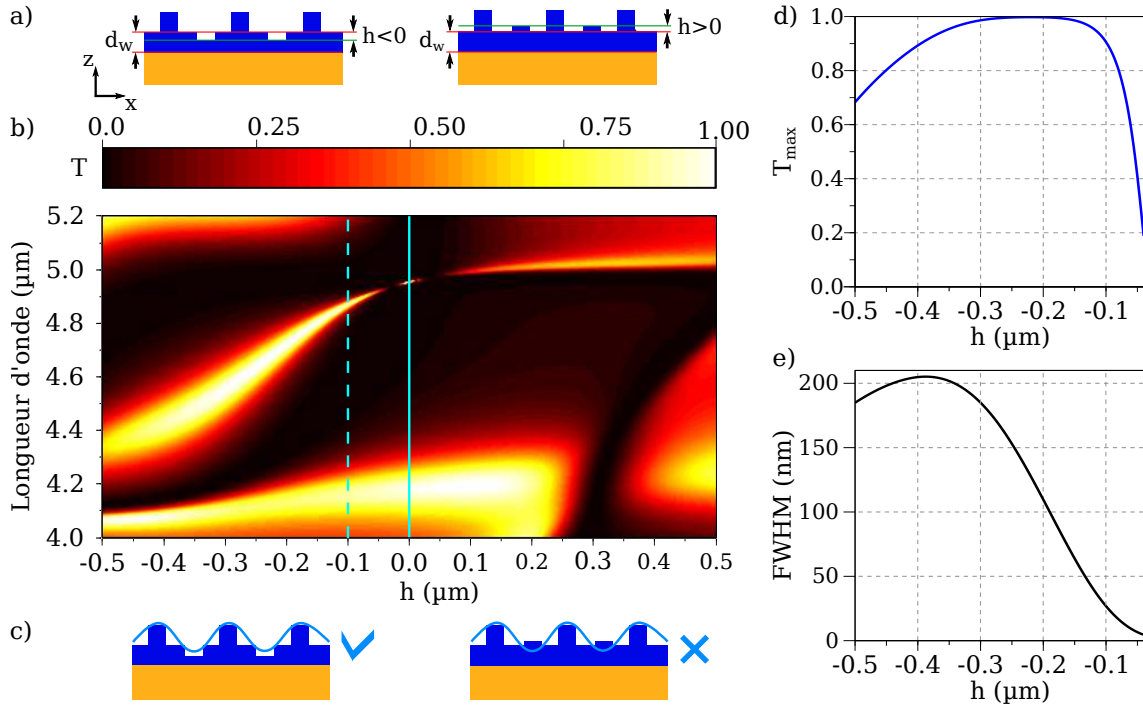 a)
d_w
h<0
d_w
h>0
z
x
b)
0.0 0.25 0.50 0.75 1.00
T
Longueur d'onde (µm)
5.2
5.0
4.8
4.6
4.4
4.2
4.0
-0.5 -0.4 -0.3 -0.2 -0.1 0.0 0.1 0.2 0.3 0.4 0.5
h (µm)
c)
d)
T_max
1.0
0.8
0.6
0.4
0.2
0.0
-0.5 -0.4 -0.3 -0.2 -0.1
h (µm)
e)
FWHM (nm)
200
150
100
50
0
-0.5 -0.4 -0.3 -0.2 -0.1
h (µm)